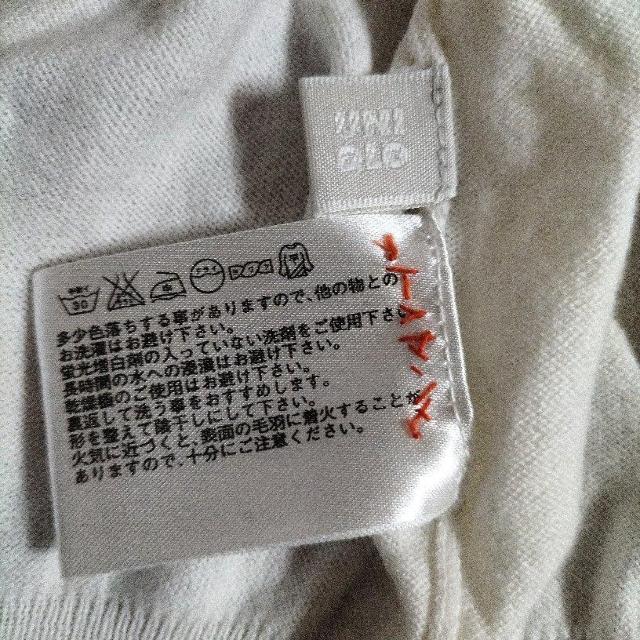 UNI
QLO
多少色落ちする事がありますので、他の物との
お洗濯はお避け下さい。
蛍光増白剤の入っていない洗剤をご使用下さい
長時間の水への浸漬はお避け下さい。
乾燥機のご使用はお避け下さい。
裏返して洗う事をおすすめします。
形を整えて陰干しにして下さい。
火気に近づくと、表面の毛羽に着火することが
ありますので、十分にご注意ください。